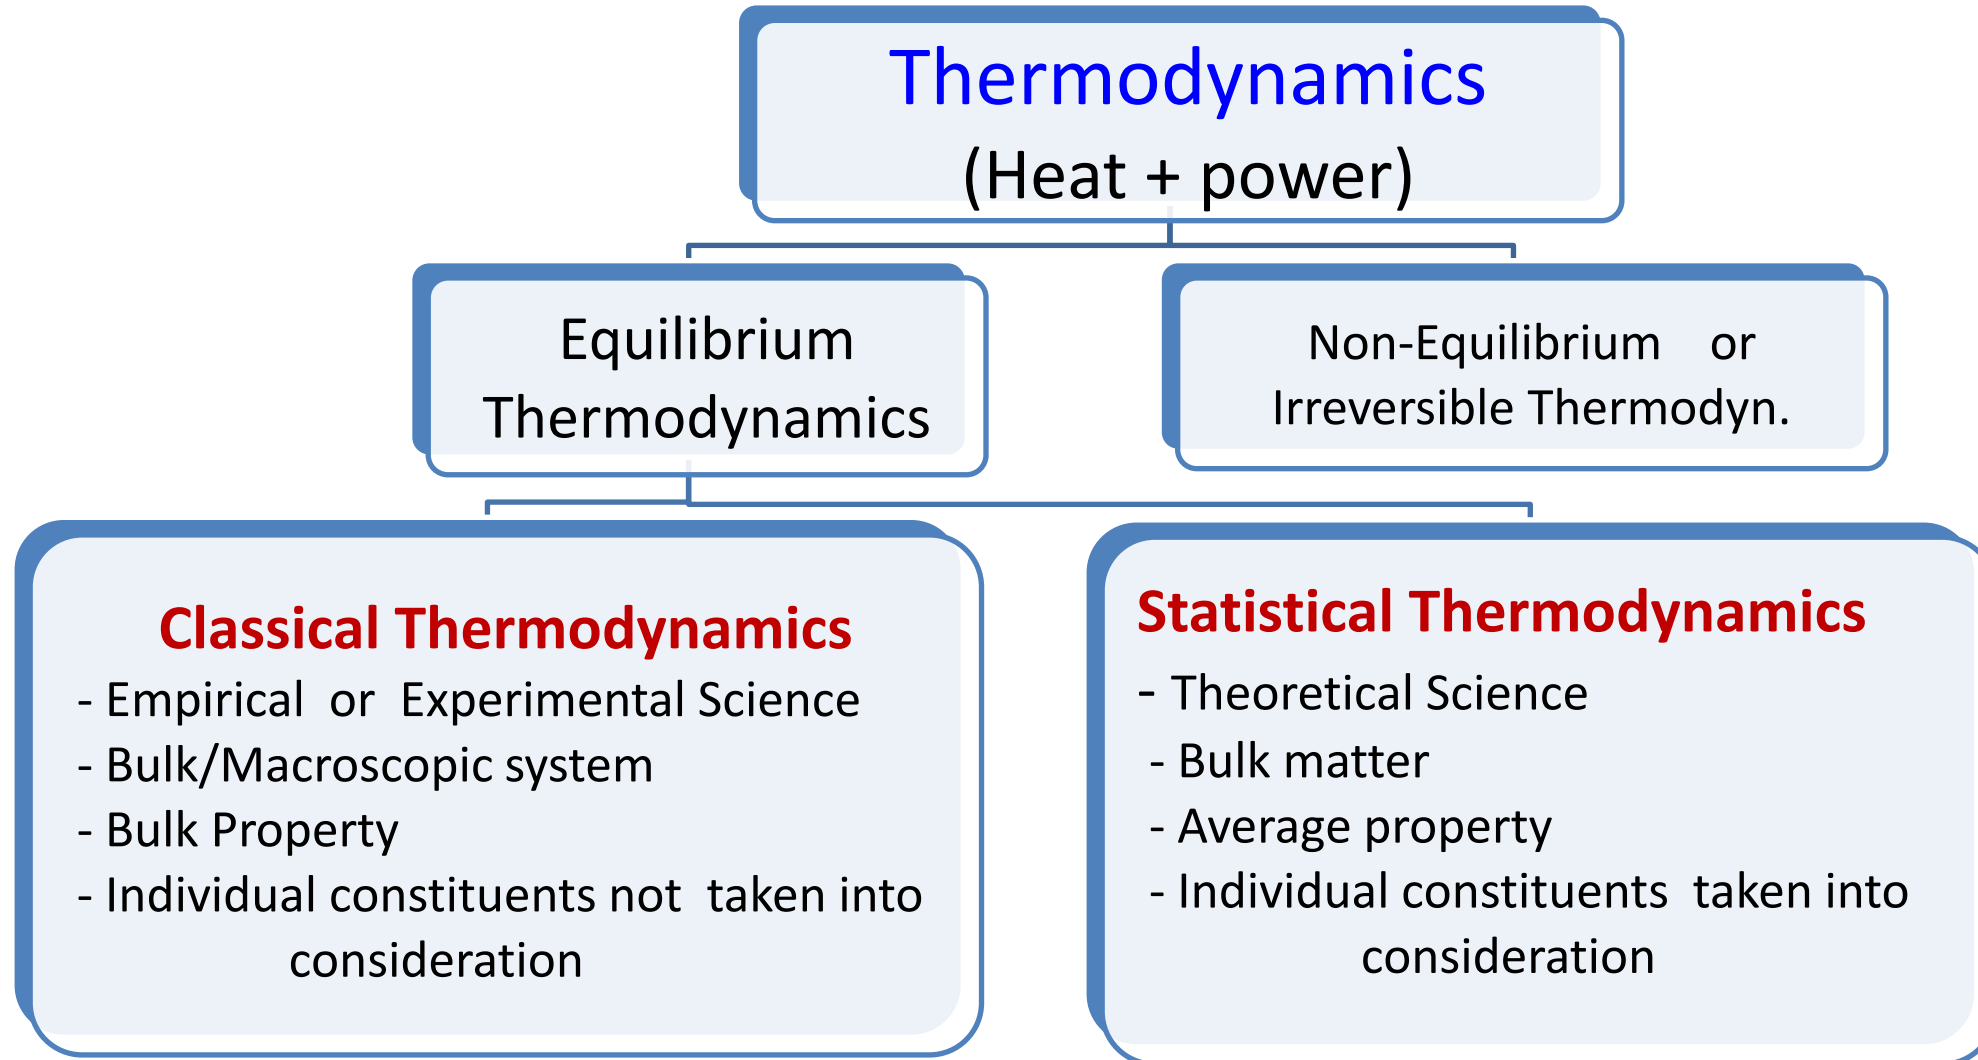 Thermodynamics
(Heat + power)
Equilibrium
Thermodynamics
Non-Equilibrium or
Irreversible Thermodyn.
Classical Thermodynamics
- Empirical or Experimental Science
- Bulk/Macroscopic system
- Bulk Property
- Individual constituents not taken into
consideration
Statistical Thermodynamics
- Theoretical Science
- Bulk matter
- Average property
- Individual constituents taken into
consideration